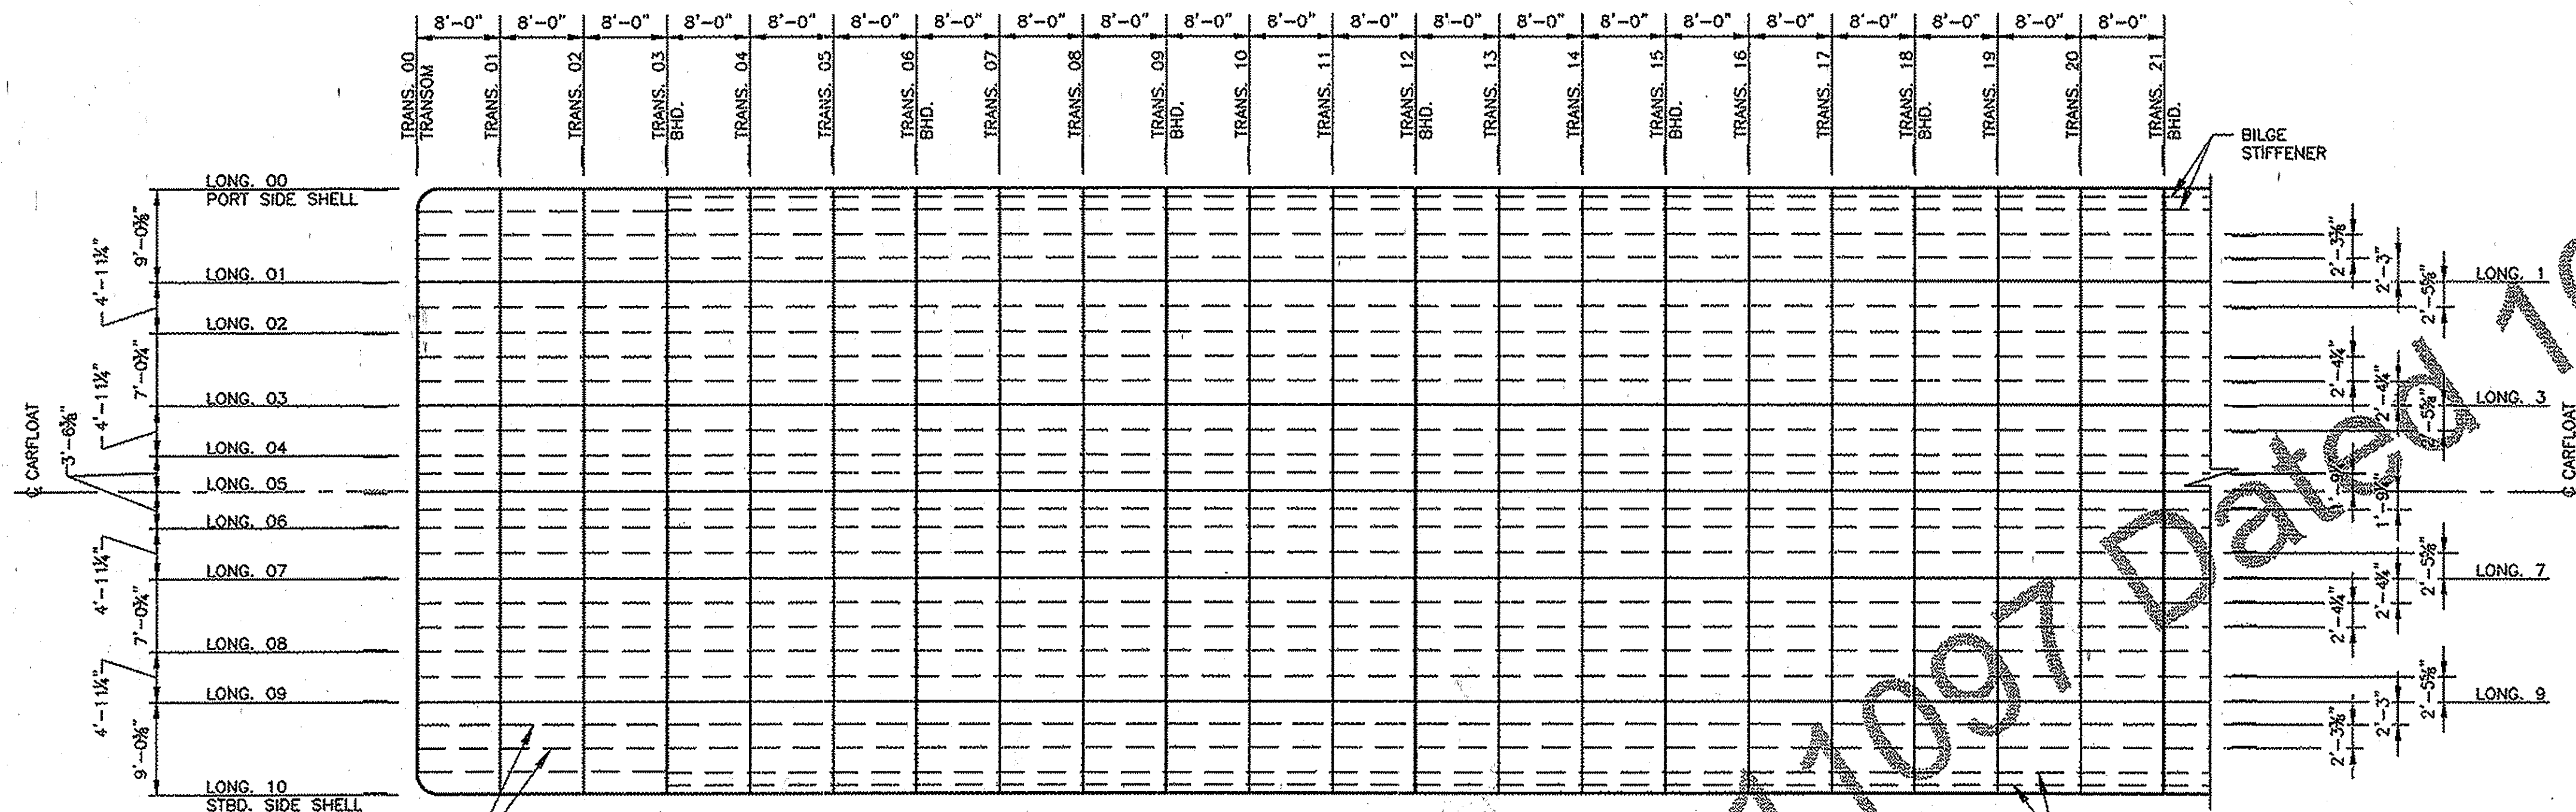 8'-0" 8'-0" 8'-0" 8'-0" 8'-0" 8'-0" 8'-0" 8'-0" 8'-0" 8'-0" 8'-0" 8'-0" 8'-0" 8'-0" 8'-0" 8'-0" 8'-0" 8'-0" 8'-0" 8'-0" 8'-0"
TRANS. 00
TRANSOM
TRANS. 01
TRANS. 02
TRANS. 03
BHD.
TRANS. 04
TRANS. 05
TRANS. 06
BHD.
TRANS. 07
TRANS. 08
TRANS. 09
BHD.
TRANS. 10
TRANS. 11
TRANS. 12
BHD.
TRANS. 13
TRANS. 14
TRANS. 15
BHD.
TRANS. 16
TRANS. 17
TRANS. 18
BHD.
TRANS. 19
TRANS. 20
TRANS. 21
BHD.
BILGE
STIFFENER
LONG. 00
PORT SIDE SHELL
LONG. 01
LONG. 02
LONG. 03
LONG. 04
LONG. 05
LONG. 06
LONG. 07
LONG. 08
LONG. 09
LONG. 10
STBD. SIDE SHELL
9'-0⅜"
4'-11¼"
7'-0¾"
4'-11¼"
3'-6⅜"
℄ CARFLOAT
4'-11¼"
7'-0¾"
4'-11¼"
9'-0⅜"
2'-3⅜"
2'-3"
2'-5⅝"
LONG. 1
2'-4¼"
2'-4¼"
2'-5⅝"
LONG. 3
℄ CARFLOAT
2'-5⅝"
2'-4¼"
2'-4¼"
LONG. 7
2'-5⅝"
2'-3"
2'-3⅜"
LONG. 9
11097 Dated 10